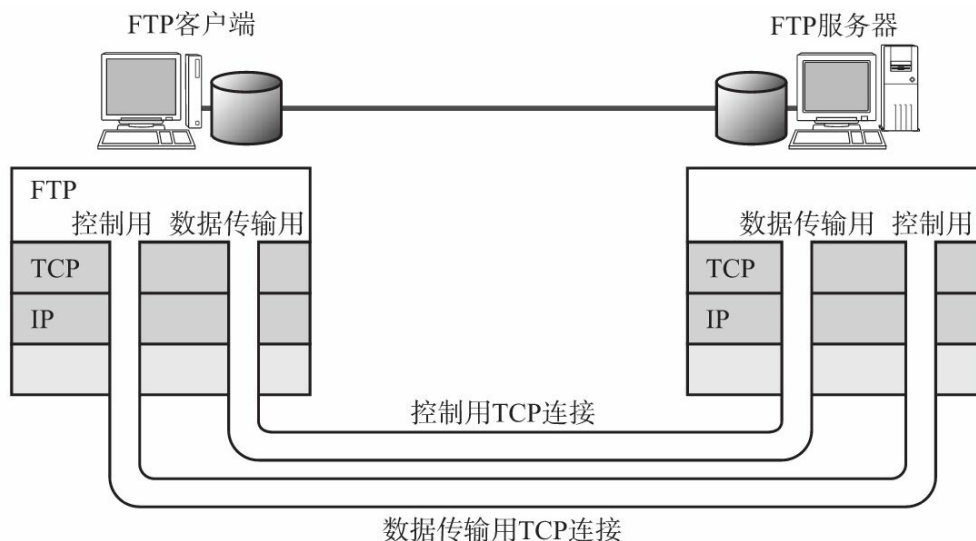 FTP客户端
FTP服务器
FTP
控制用 数据传输用
数据传输用 控制用
TCP
TCP
IP
IP
控制用TCP连接
数据传输用TCP连接